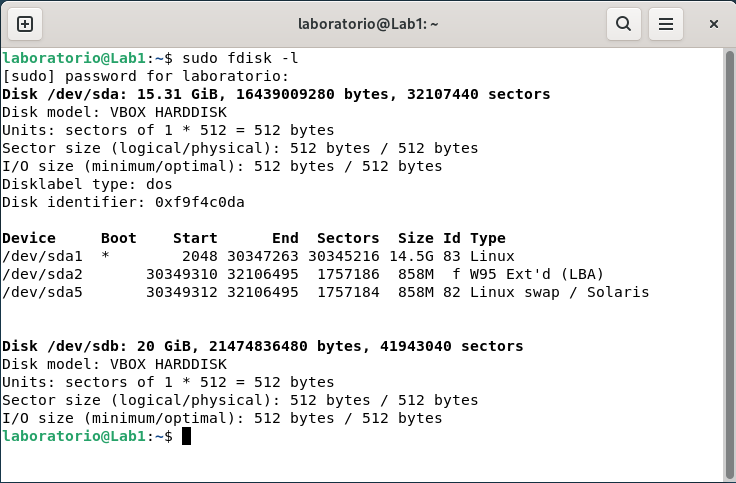 laboratorio@Lab1: ~
laboratorio@Lab1:~$ sudo fdisk -l
[sudo] password for laboratorio:
Disk /dev/sda: 15.31 GiB, 16439009280 bytes, 32107440 sectors
Disk model: VBOX HARDDISK
Units: sectors of 1 * 512 = 512 bytes
Sector size (logical/physical): 512 bytes / 512 bytes
I/O size (minimum/optimal): 512 bytes / 512 bytes
Disklabel type: dos
Disk identifier: 0xf9f4c0da
Device     Boot    Start      End  Sectors  Size Id Type
/dev/sda1  *        2048 30347263 30345216 14.5G 83 Linux
/dev/sda2       30349310 32106495  1757186  858M  f W95 Ext'd (LBA)
/dev/sda5       30349312 32106495  1757184  858M 82 Linux swap / Solaris
Disk /dev/sdb: 20 GiB, 21474836480 bytes, 41943040 sectors
Disk model: VBOX HARDDISK
Units: sectors of 1 * 512 = 512 bytes
Sector size (logical/physical): 512 bytes / 512 bytes
I/O size (minimum/optimal): 512 bytes / 512 bytes
laboratorio@Lab1:~$